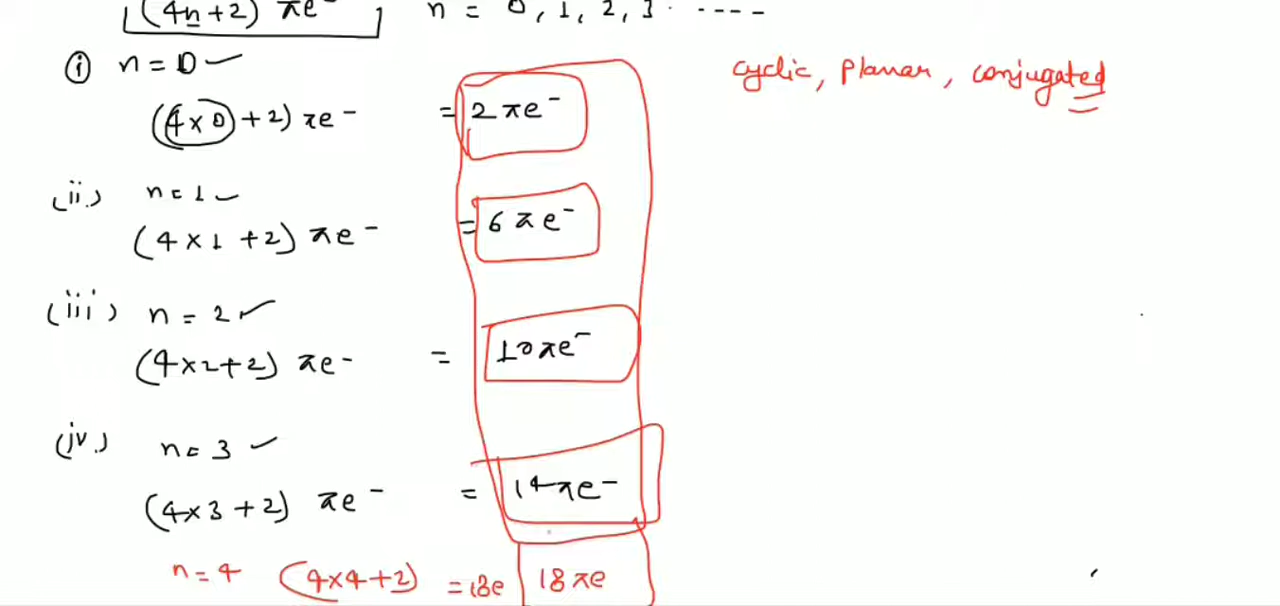 (4n+2) πe⁻ n = 0, 1, 2, 3 . ----
(i) n = 0
(4×0)+2) πe⁻ = 2πe⁻
cyclic, planar, conjugated
(ii.) n = 1
(4×1+2) πe⁻ = 6πe⁻
(iii) n = 2
(4×2+2) πe⁻ = 10πe⁻
(iv.) n = 3
(4×3+2) πe⁻ = 14πe⁻
n = 4 (4×4+2) = 18e 18πe